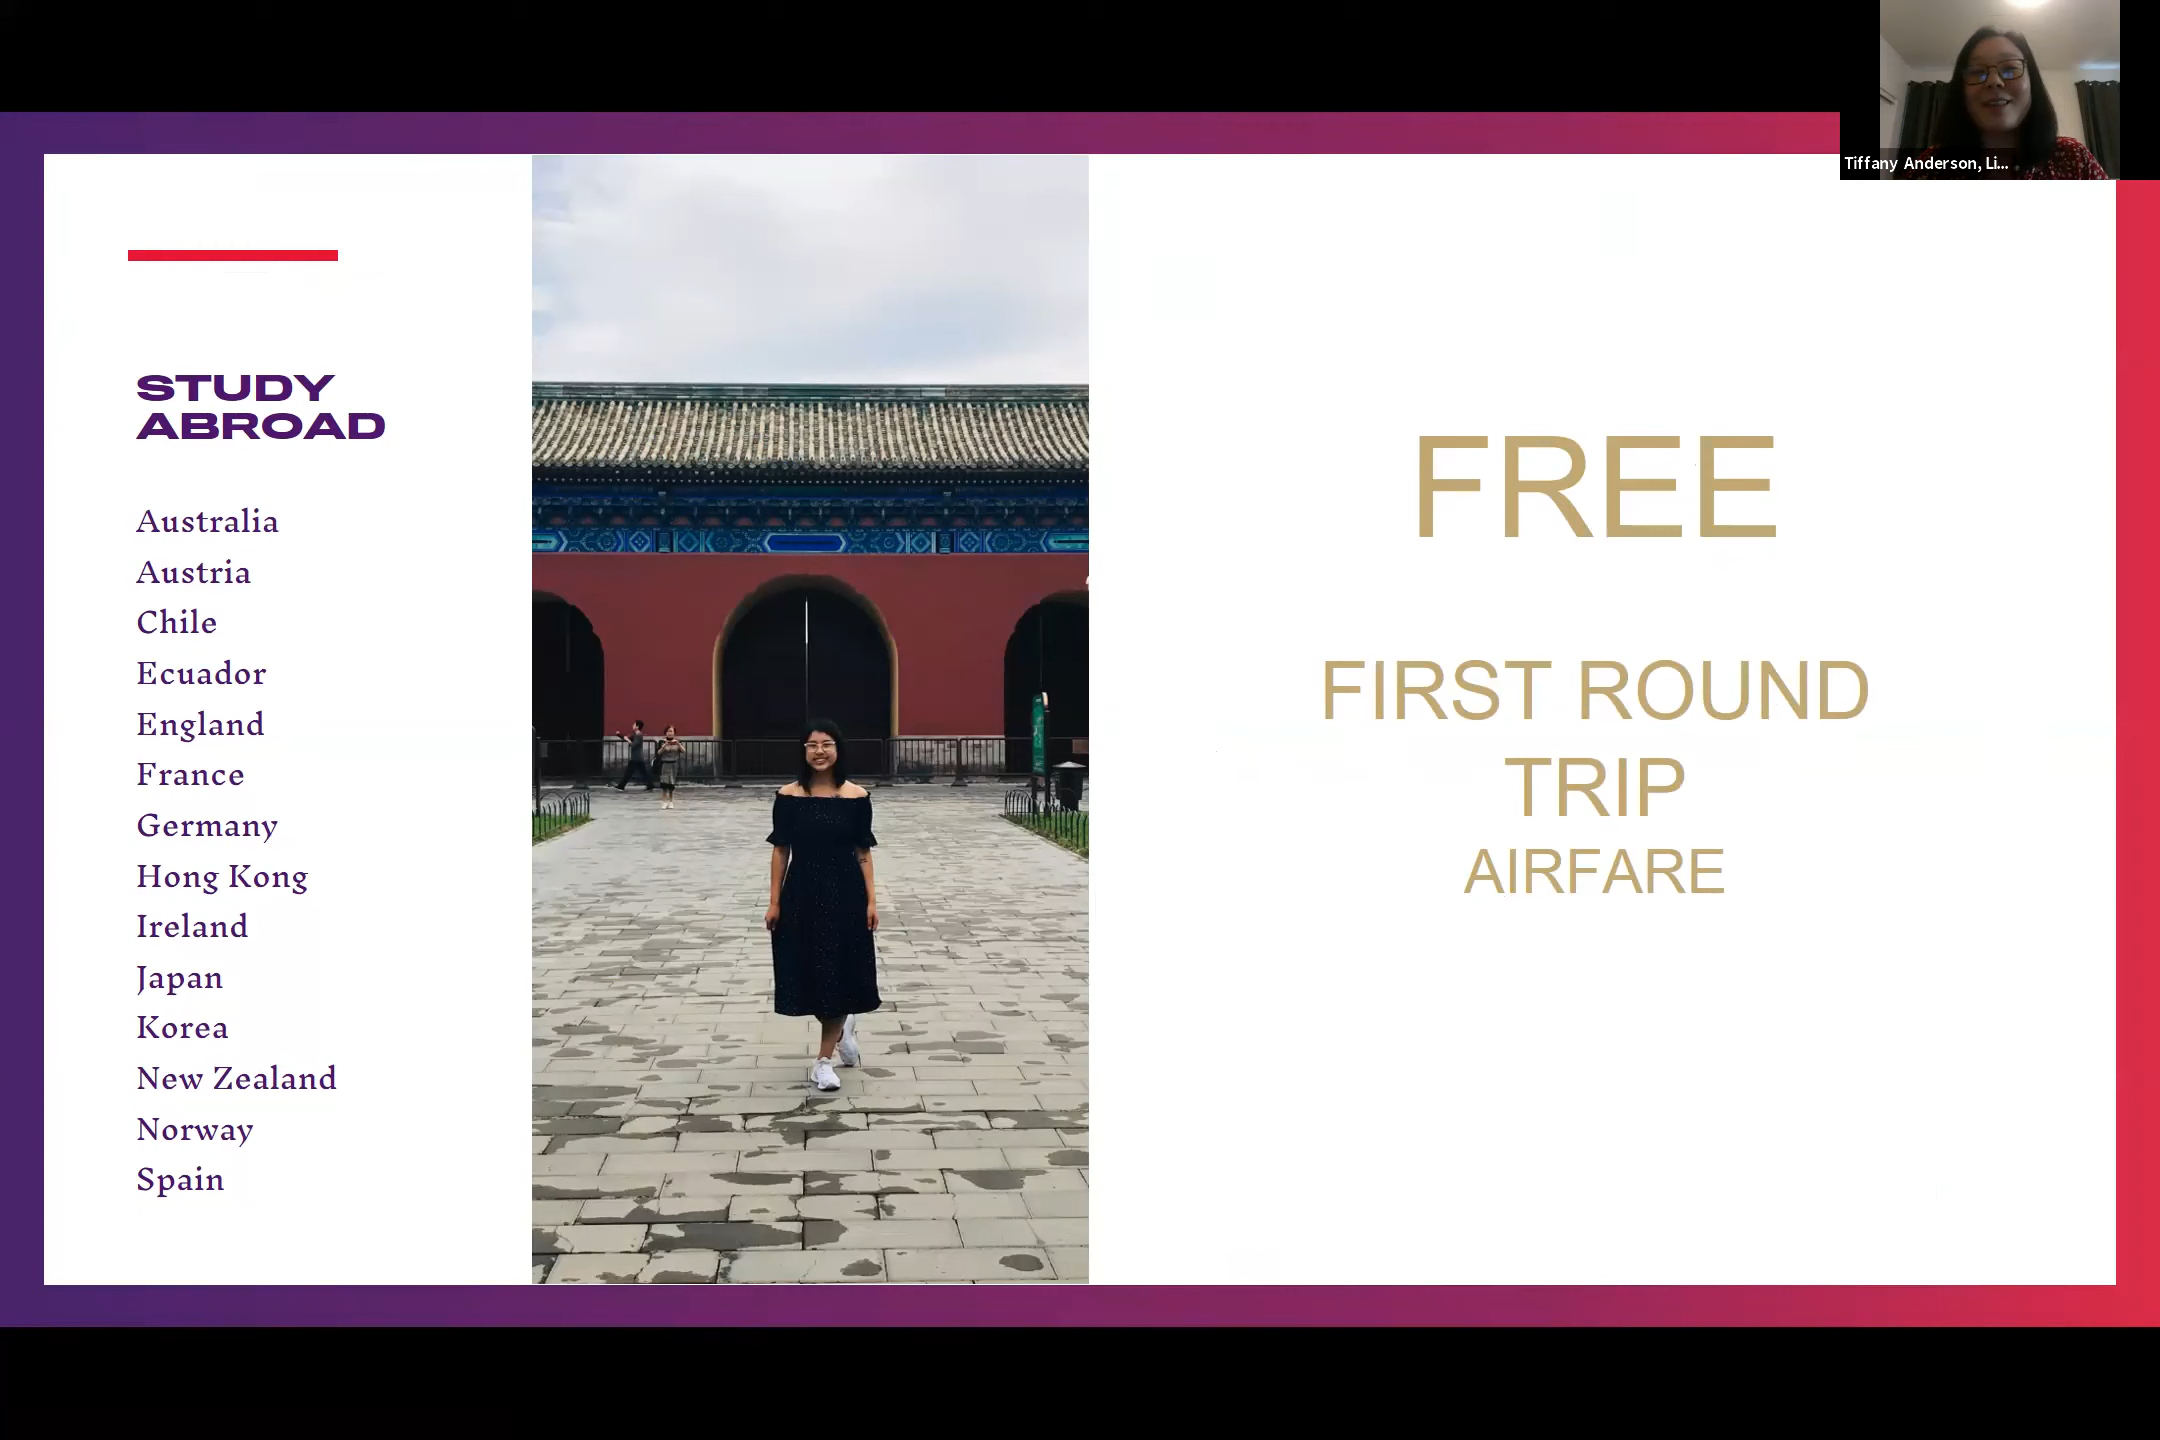 Tiffany Anderson, Li...
STUDY
ABROAD
Australia
Austria
Chile
Ecuador
England
France
Germany
Hong Kong
Ireland
Japan
Korea
New Zealand
Norway
Spain
FREE
FIRST ROUND
TRIP
AIRFARE